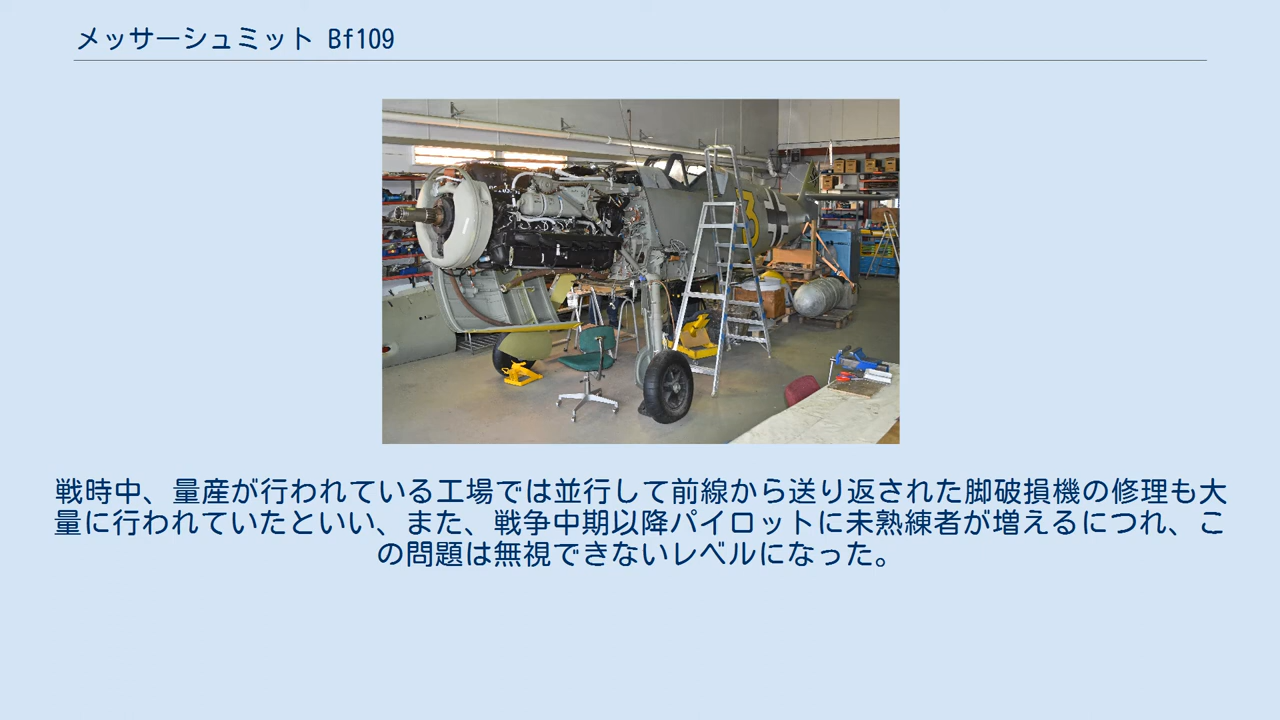 メッサーシュミット Bf109
3
戦時中、量産が行われている工場では並行して前線から送り返された脚破損機の修理も大
量に行われていたといい、また、戦争中期以降パイロットに未熟練者が増えるにつれ、こ
の問題は無視できないレベルになった。